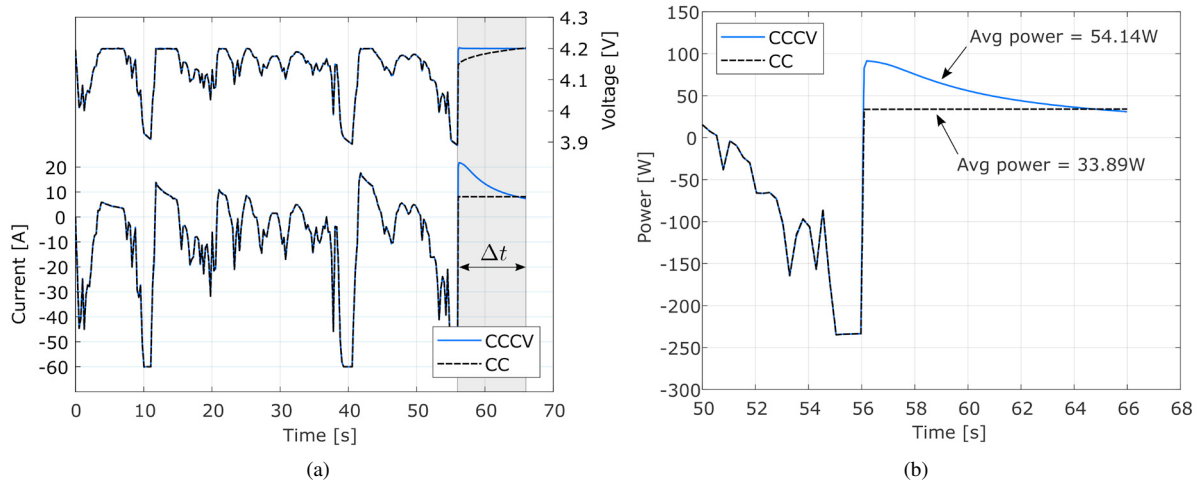 4.3
4.2
4.1
4
3.9
Voltage [V]
20
10
0
-10
-20
-30
-40
-50
-60
Current [A]
Δt
CCCV
CC
0 10 20 30 40 50 60 70
Time [s]
(a)
150
100
50
0
-50
-100
-150
-200
-250
-300
Power [W]
CCCV
CC
Avg power = 54.14W
Avg power = 33.89W
50 52 54 56 58 60 62 64 66 68
Time [s]
(b)